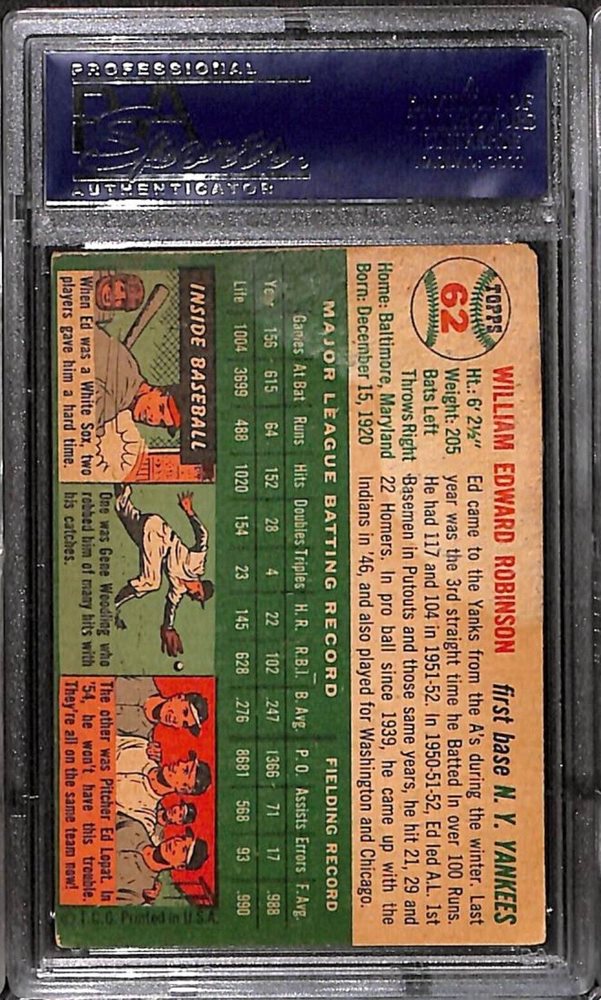 PROFESSIONAL
PSA
Sports
AUTHENTICATOR
A
DIVISION OF
COLLECTORS
UNIVERSE
NASDAQ: CLCT
TOPPS
62
WILLIAM EDWARD ROBINSON first base N. Y. YANKEES
Ht.: 6' 2½"
Weight: 205
Bats Left
Throws Right
Home: Baltimore, Maryland
Born: December 15, 1920
Ed came to the Yanks from the A's during the winter. Last
year was the 3rd straight time he Batted In over 100 Runs.
He had 117 and 104 in 1951-52. In 1950-51-52, Ed led A.L. 1st
Basemen in Putouts and those same years, he hit 21, 29 and
22 Homers. In pro ball since 1939, he came up with the
Indians in '46, and also played for Washington and Chicago.
MAJOR LEAGUE BATTING RECORD FIELDING RECORD
Games At Bat Runs Hits Doubles Triples H.R. R.B.I. B. Avg. P.O. Assists Errors F. Avg.
Year 156 615 64 152 28 4 22 102 .247 1366 71 17 .988
Life 1004 3699 488 1020 154 23 145 628 .276 8681 568 93 .990
INSIDE BASEBALL
When Ed was a White Sox, two
players gave him a hard time.
One was Gene Woodling who
robbed him of many hits with
his catches.
The other was Pitcher Ed Lopat. In
'54, he won't have this trouble.
They're all on the same team now!
© T.C.G. Printed in U.S.A.